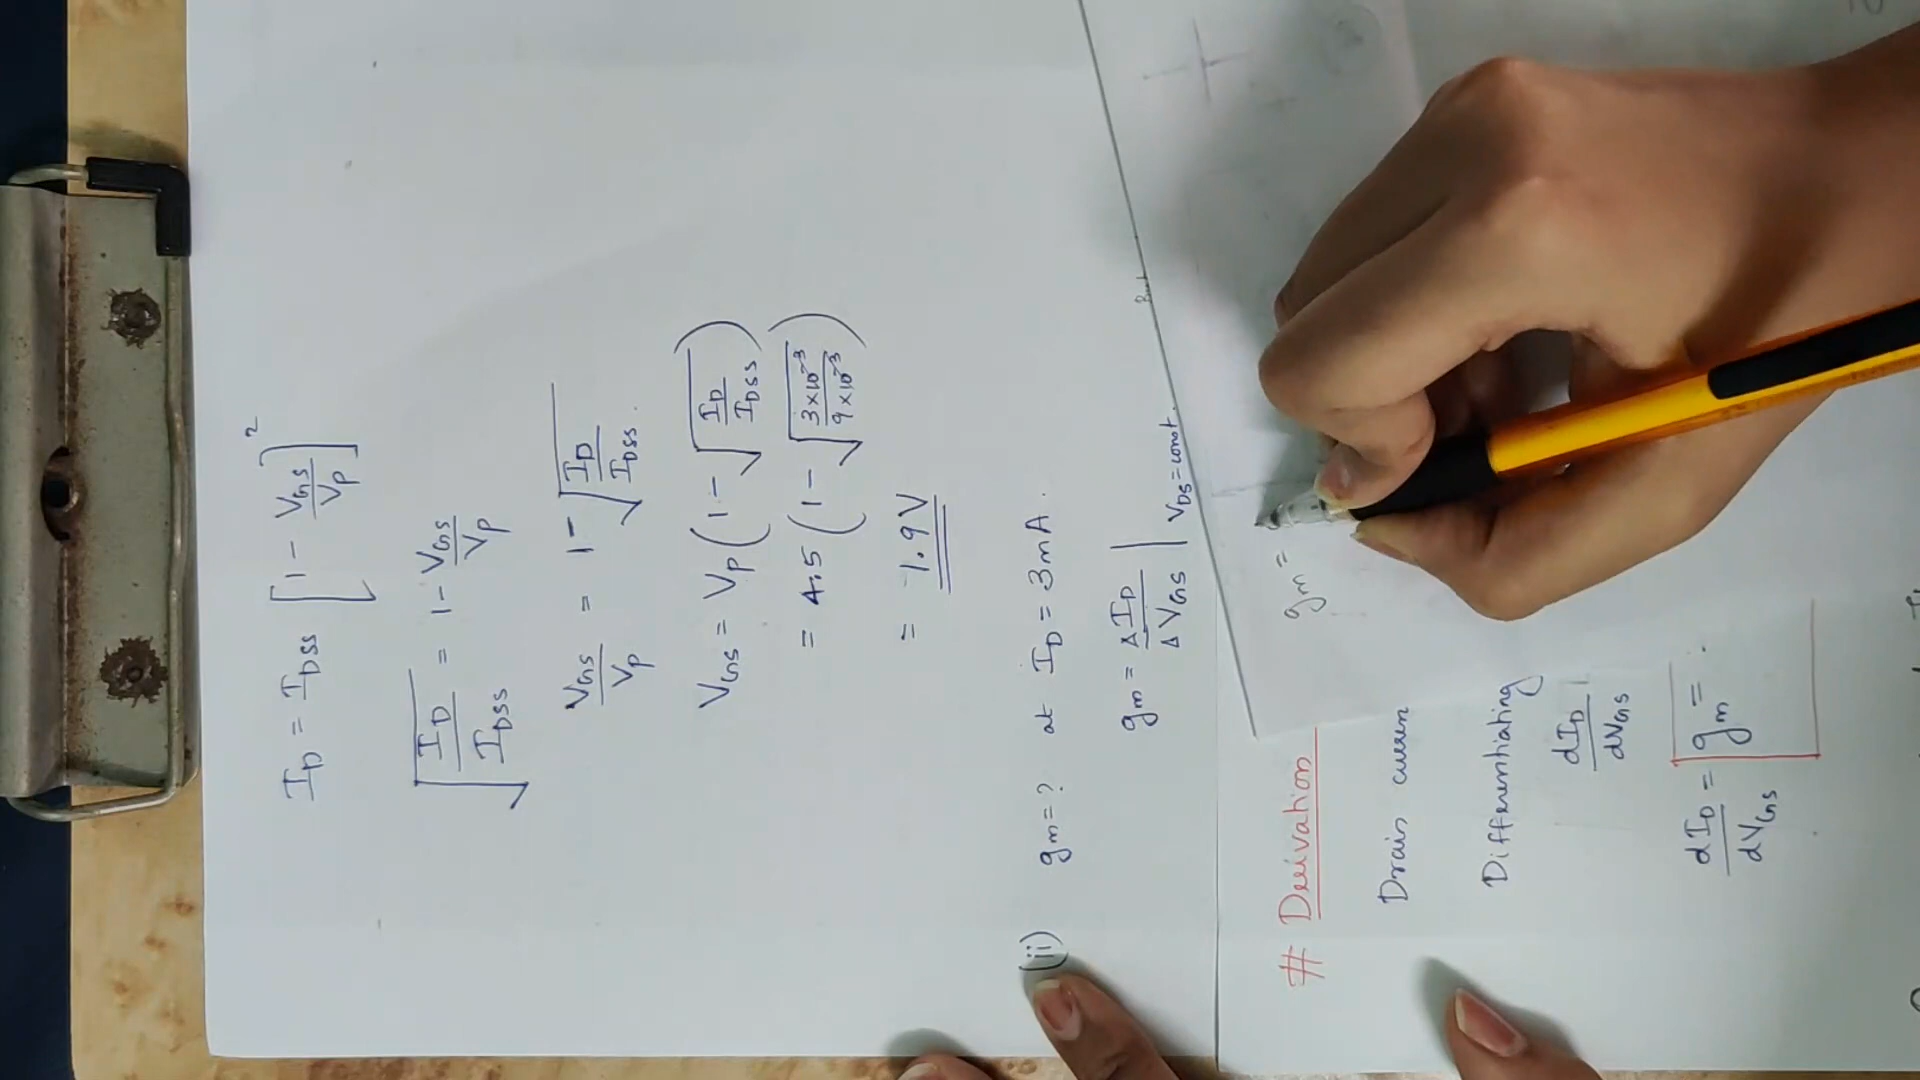 I_D = I_DSS [1 - V_GS/V_P]^2
√(I_D/I_DSS) = 1 - V_GS/V_P
V_GS/V_P = 1 - √(I_D/I_DSS).
V_GS = V_P (1 - √(I_D/I_DSS))
= 4.5 (1 - √(3×10^-3/9×10^-3))
= 1.9V
(ii) gm = ? at I_D = 3mA.
gm = ΔI_D/ΔV_GS | V_DS = const.
gm =
# Derivation
Drain curren
Differentiating
dI_D/dV_GS
dI_D/dV_GS = gm =